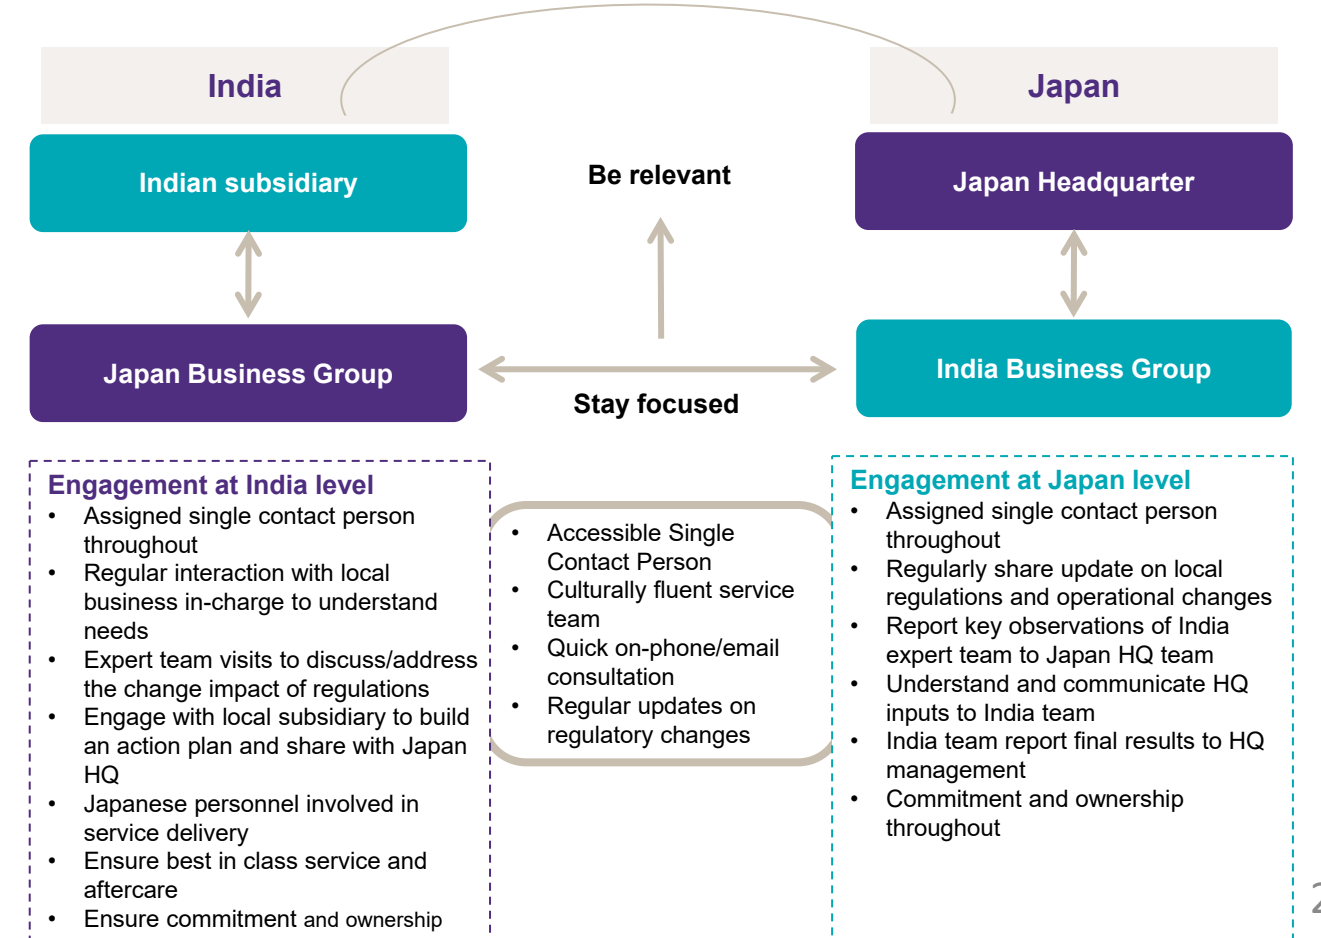 India
Japan
Indian subsidiary
Be relevant
Japan Headquarter
Japan Business Group
India Business Group
Stay focused
Engagement at India level
• Assigned single contact person
throughout
• Regular interaction with local
business in-charge to understand
needs
• Expert team visits to discuss/address
the change impact of regulations
• Engage with local subsidiary to build
an action plan and share with Japan
HQ
• Japanese personnel involved in
service delivery
• Ensure best in class service and
aftercare
• Ensure commitment and ownership
• Accessible Single
Contact Person
• Culturally fluent service
team
• Quick on-phone/email
consultation
• Regular updates on
regulatory changes
Engagement at Japan level
• Assigned single contact person
throughout
• Regularly share update on local
regulations and operational changes
• Report key observations of India
expert team to Japan HQ team
• Understand and communicate HQ
inputs to India team
• India team report final results to HQ
management
• Commitment and ownership
throughout